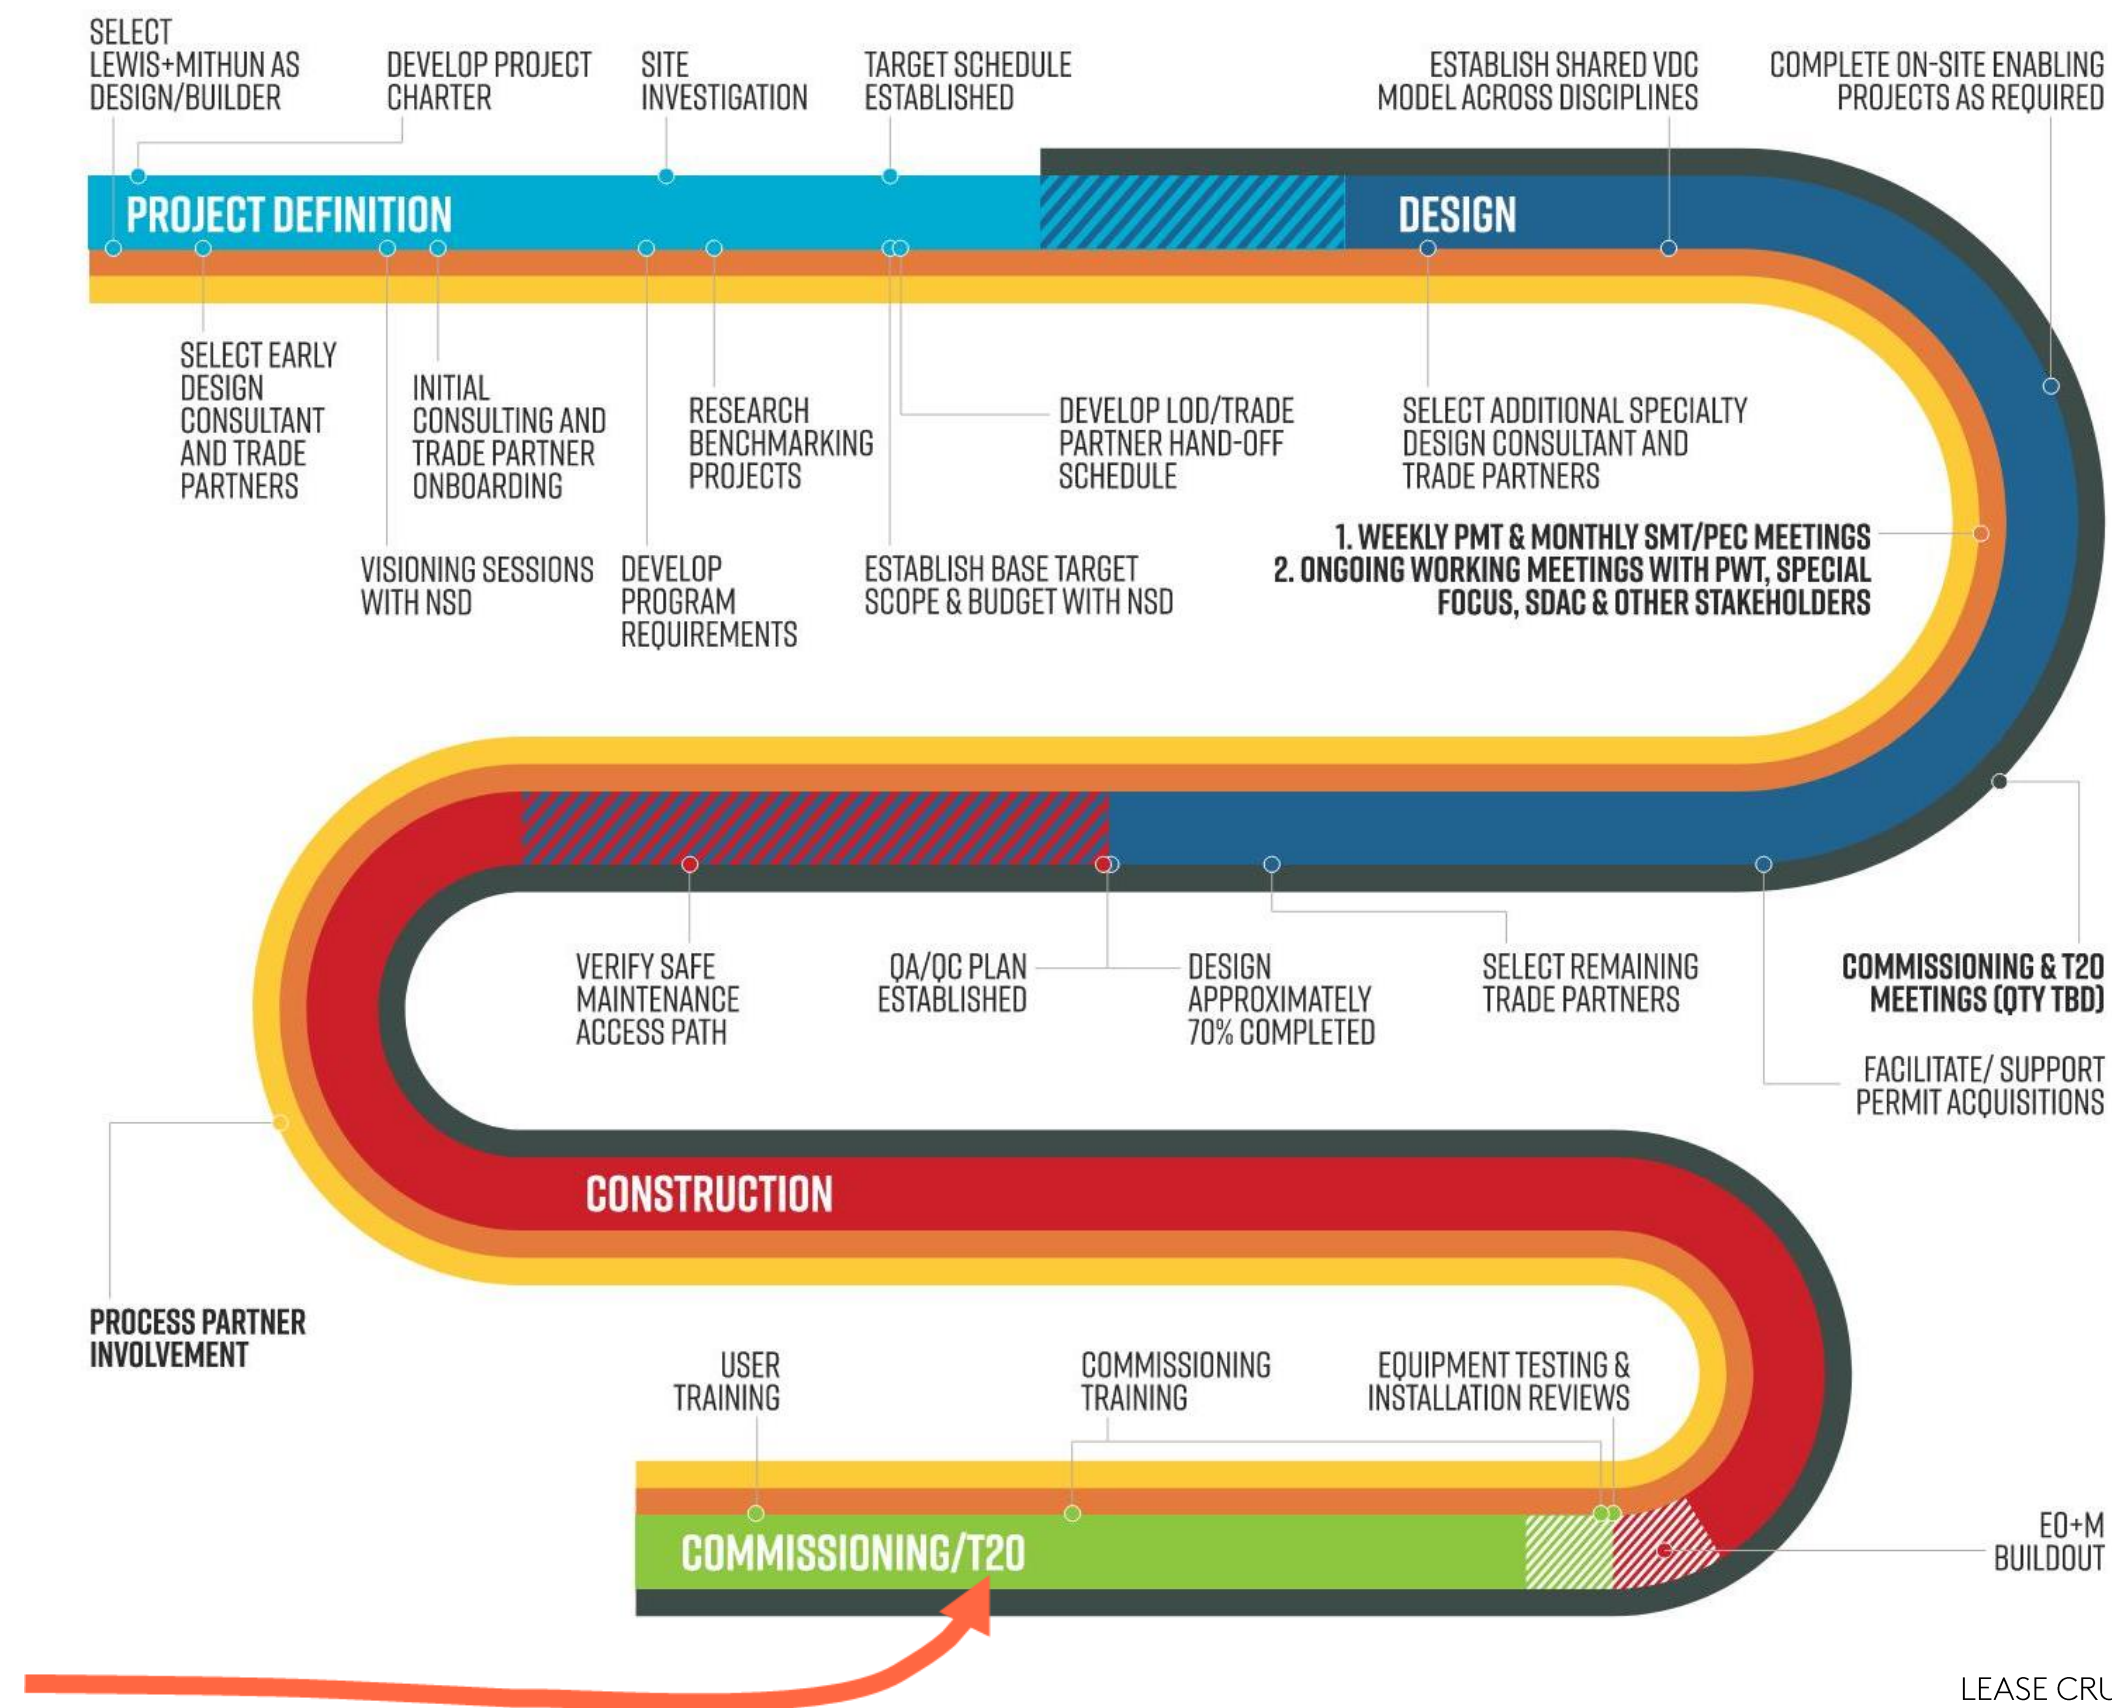 SELECT
LEWIS+MITHUN AS
DESIGN/BUILDER
DEVELOP PROJECT
CHARTER
SITE
INVESTIGATION
TARGET SCHEDULE
ESTABLISHED
ESTABLISH SHARED VDC
MODEL ACROSS DISCIPLINES
COMPLETE ON-SITE ENABLING
PROJECTS AS REQUIRED
PROJECT DEFINITION
DESIGN
SELECT EARLY
DESIGN
CONSULTANT
AND TRADE
PARTNERS
INITIAL
CONSULTING AND
TRADE PARTNER
ONBOARDING
RESEARCH
BENCHMARKING
PROJECTS
DEVELOP LOD/TRADE
PARTNER HAND-OFF
SCHEDULE
SELECT ADDITIONAL SPECIALTY
DESIGN CONSULTANT AND
TRADE PARTNERS
VISIONING SESSIONS
WITH NSD
DEVELOP
PROGRAM
REQUIREMENTS
ESTABLISH BASE TARGET
SCOPE & BUDGET WITH NSD
1. WEEKLY PMT & MONTHLY SMT/PEC MEETINGS
2. ONGOING WORKING MEETINGS WITH PWT, SPECIAL
FOCUS, SDAC & OTHER STAKEHOLDERS
VERIFY SAFE
MAINTENANCE
ACCESS PATH
QA/QC PLAN
ESTABLISHED
DESIGN
APPROXIMATELY
70% COMPLETED
SELECT REMAINING
TRADE PARTNERS
COMMISSIONING & T2O
MEETINGS (QTY TBD)
FACILITATE/ SUPPORT
PERMIT ACQUISITIONS
CONSTRUCTION
PROCESS PARTNER
INVOLVEMENT
USER
TRAINING
COMMISSIONING
TRAINING
EQUIPMENT TESTING &
INSTALLATION REVIEWS
COMMISSIONING/T2O
EO+M
BUILDOUT
LEASE CRU